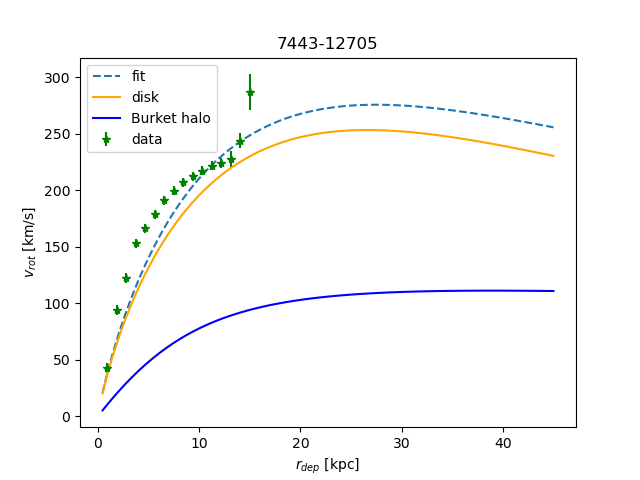 7443-12705
fit
disk
Burket halo
data
300
250
200
150
100
50
0
v_rot [km/s]
0 10 20 30 40
r_dep [kpc]